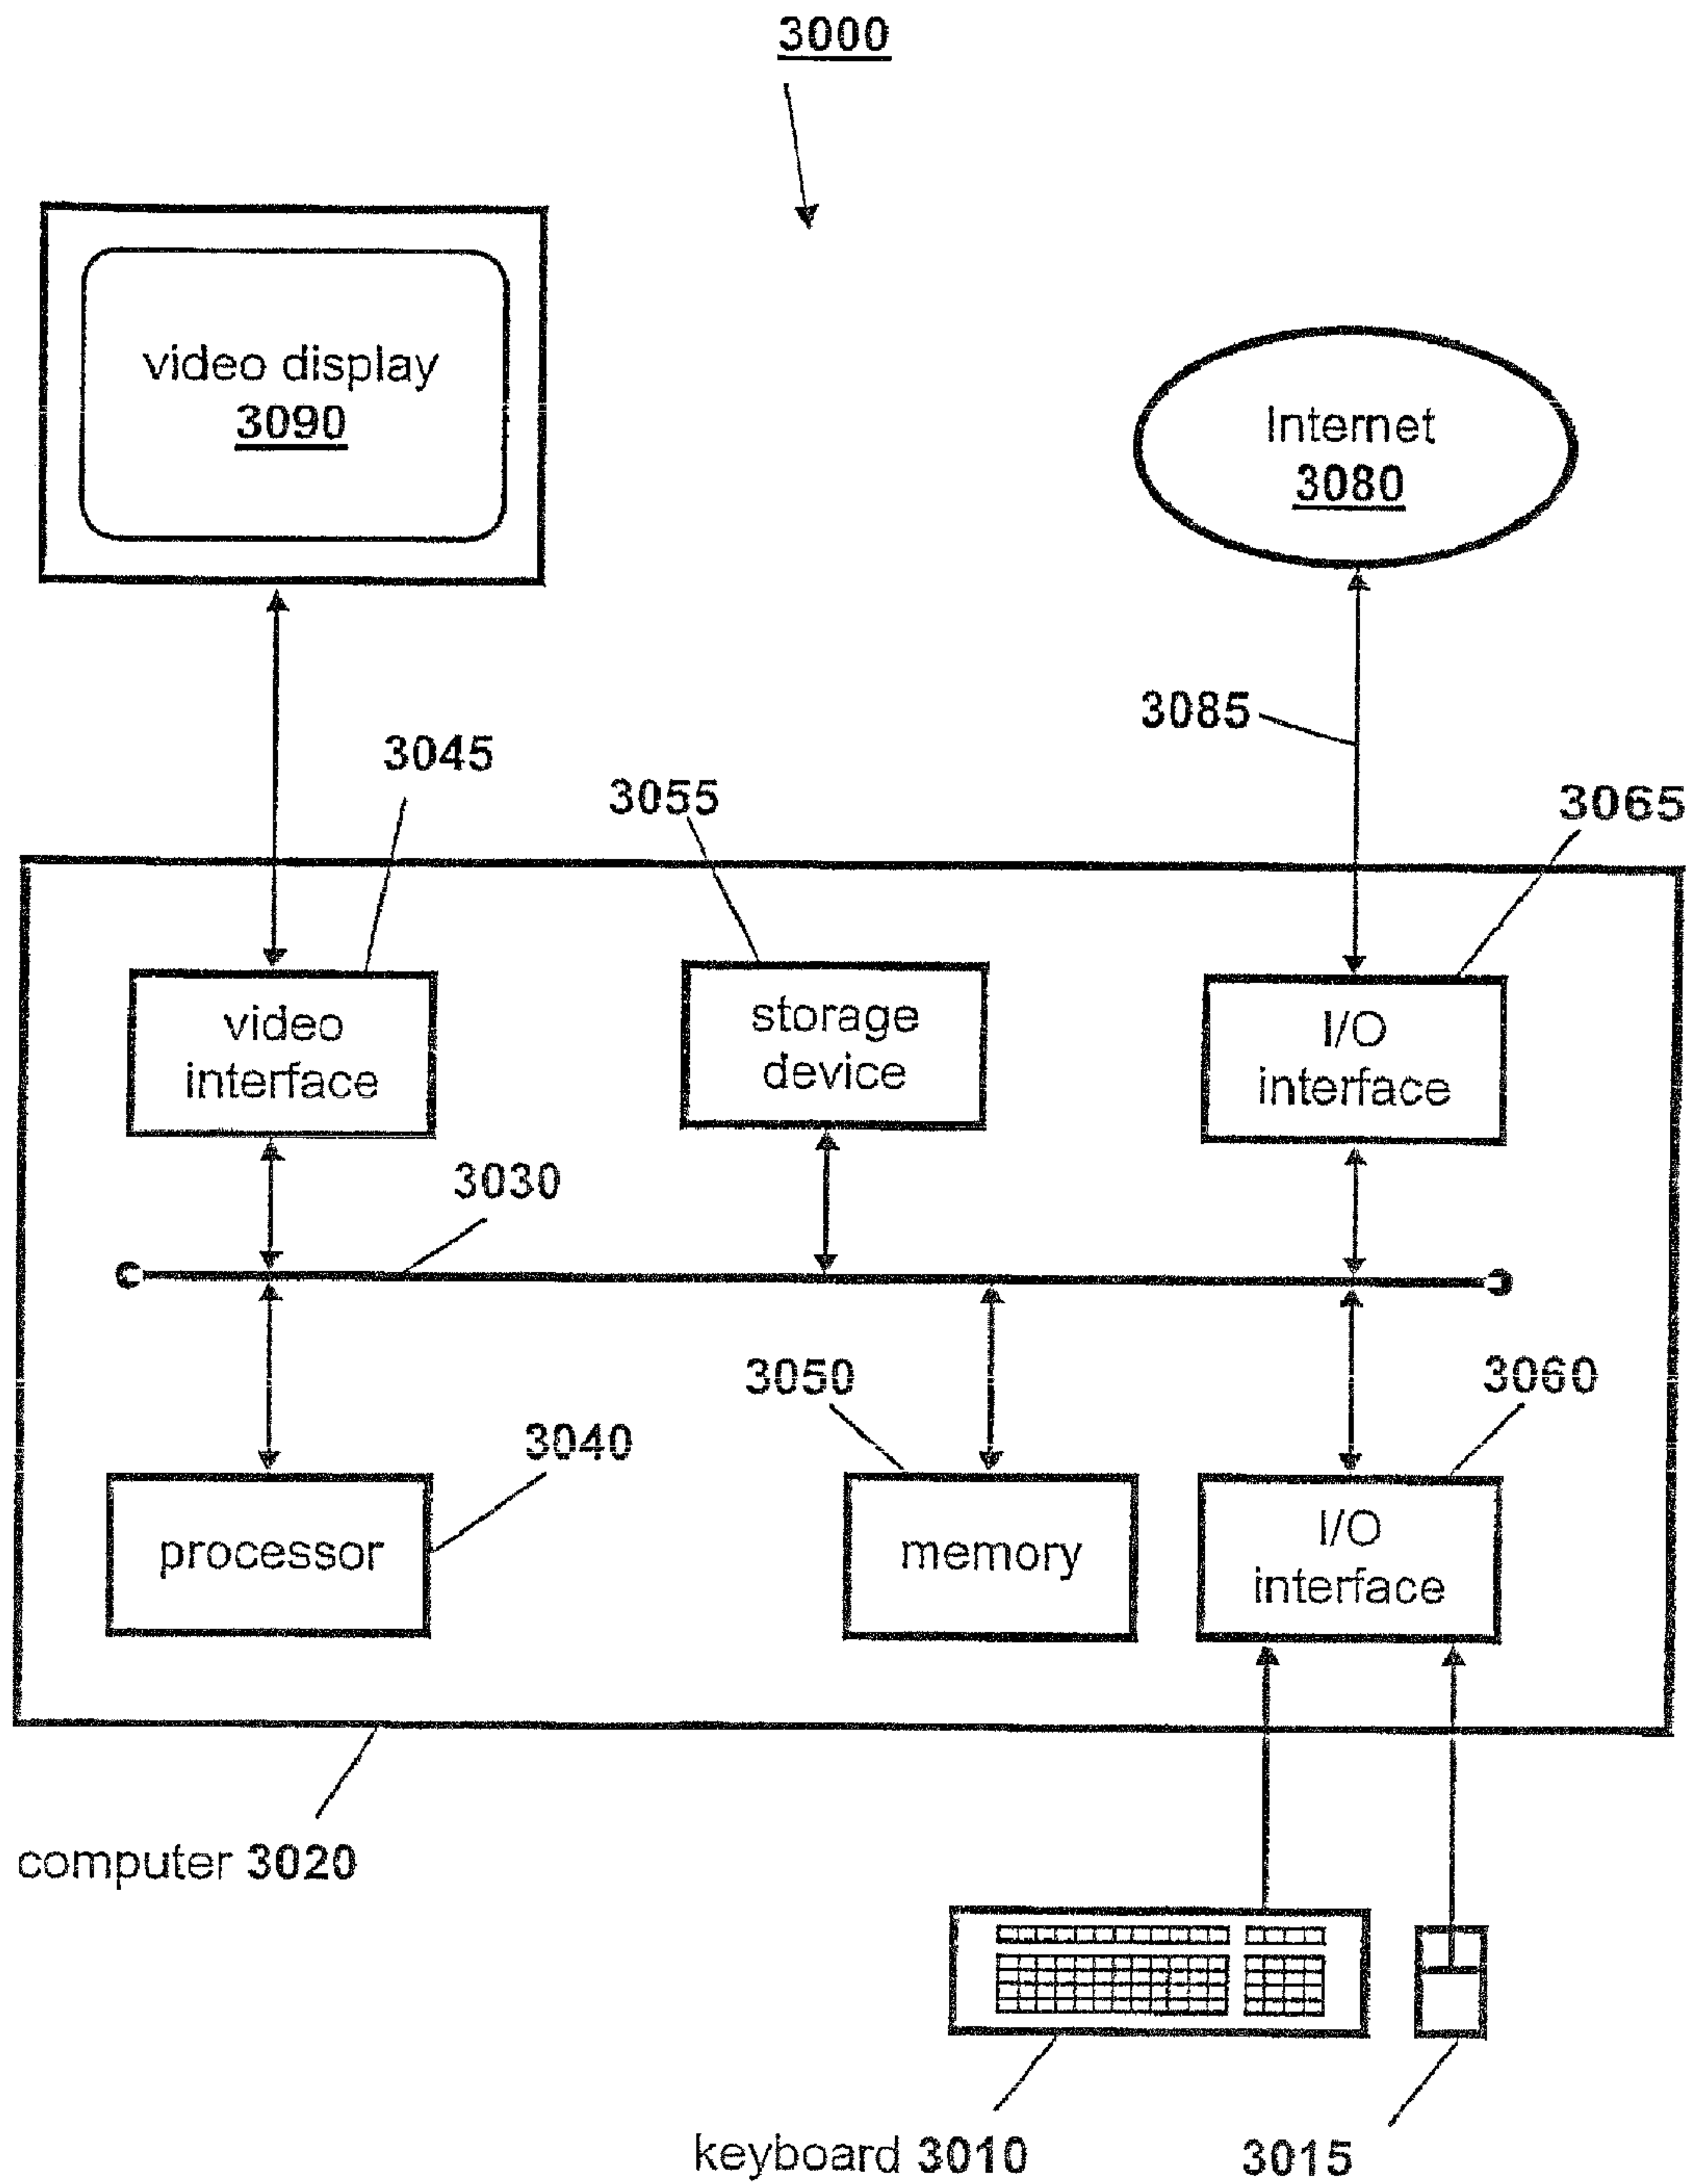 3000
video display
3090
Internet
3080
3085
3045
3055
3065
video
interface
storage
device
I/O
interface
3030
3050
3060
3040
processor
memory
I/O
interface
computer 3020
keyboard 3010
3015